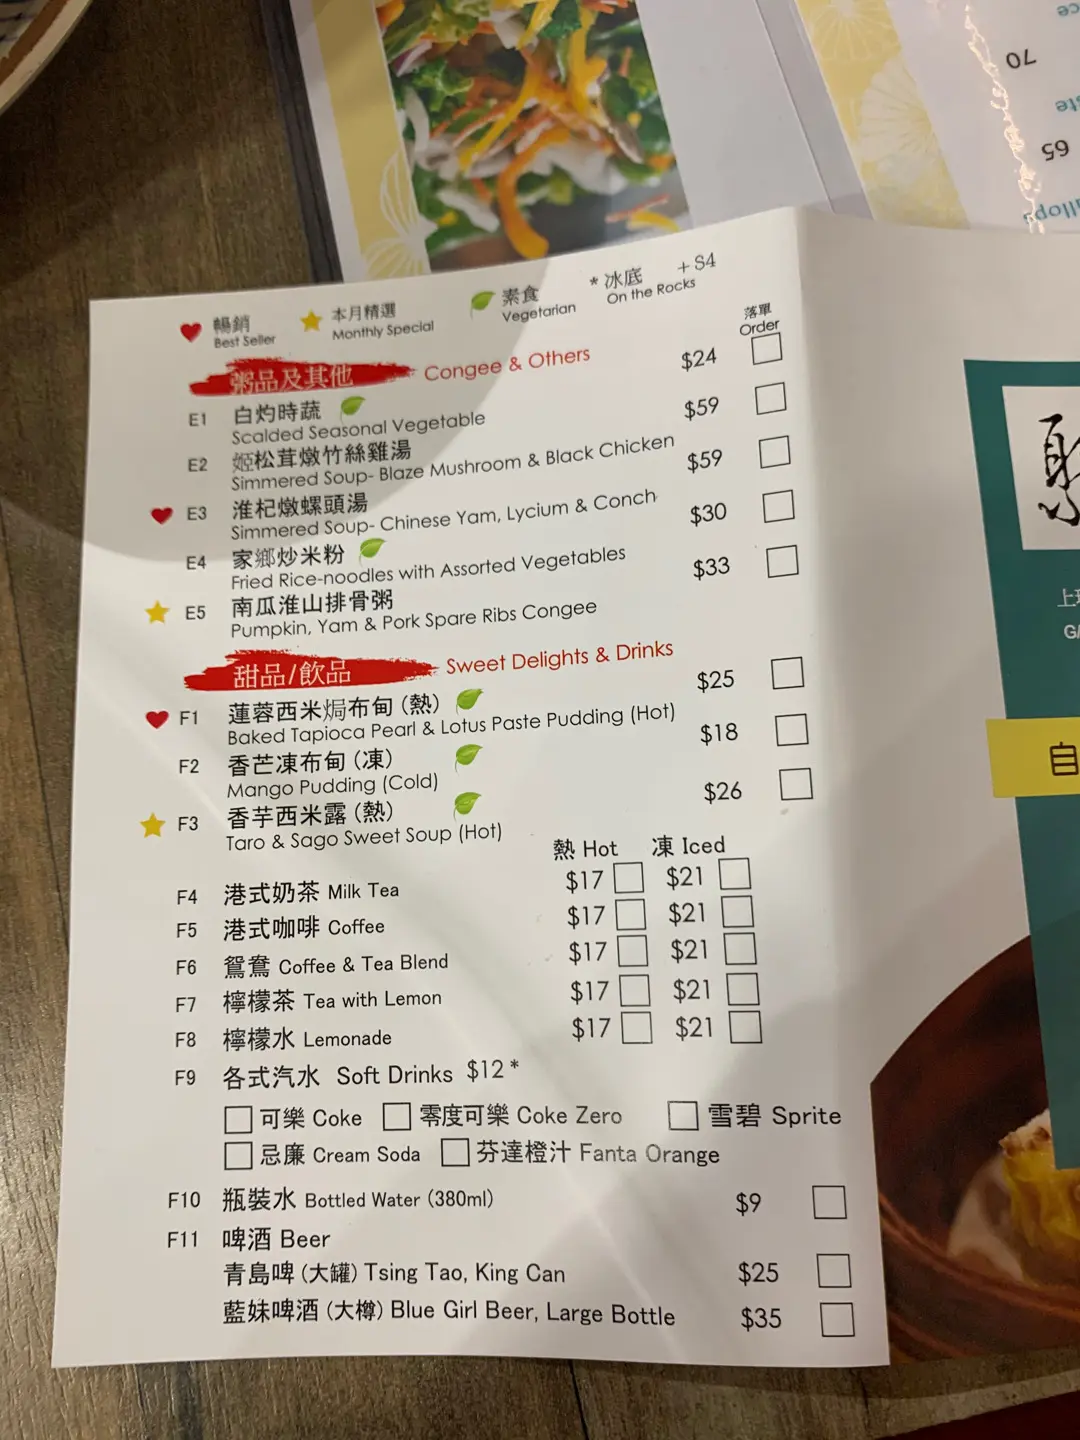 70
65
暢銷
Best Seller
本月精選
Monthly Special
素食
Vegetarian
* 冰底 +$4
On the Rocks
落單
Order
粥品及其他 Congee & Others
E1 白灼時蔬 $24
Scalded Seasonal Vegetable
E2 姬松茸燉竹絲雞湯 $59
Simmered Soup- Blaze Mushroom & Black Chicken
E3 淮杞燉螺頭湯 $59
Simmered Soup- Chinese Yam, Lycium & Conch
E4 家鄉炒米粉 $30
Fried Rice-noodles with Assorted Vegetables
E5 南瓜淮山排骨粥 $33
Pumpkin, Yam & Pork Spare Ribs Congee
甜品/飲品 Sweet Delights & Drinks
F1 蓮蓉西米焗布甸 (熱) $25
Baked Tapioca Pearl & Lotus Paste Pudding (Hot)
F2 香芒凍布甸 (凍) $18
Mango Pudding (Cold)
F3 香芋西米露 (熱) $26
Taro & Sago Sweet Soup (Hot)
熱 Hot 凍 Iced
F4 港式奶茶 Milk Tea $17 $21
F5 港式咖啡 Coffee $17 $21
F6 鴛鴦 Coffee & Tea Blend $17 $21
F7 檸檬茶 Tea with Lemon $17 $21
F8 檸檬水 Lemonade $17 $21
F9 各式汽水 Soft Drinks $12 *
可樂 Coke 零度可樂 Coke Zero 雪碧 Sprite
忌廉 Cream Soda 芬達橙汁 Fanta Orange
F10 瓶裝水 Bottled Water (380ml) $9
F11 啤酒 Beer
青島啤 (大罐) Tsing Tao, King Can $25
藍妹啤酒 (大樽) Blue Girl Beer, Large Bottle $35
自